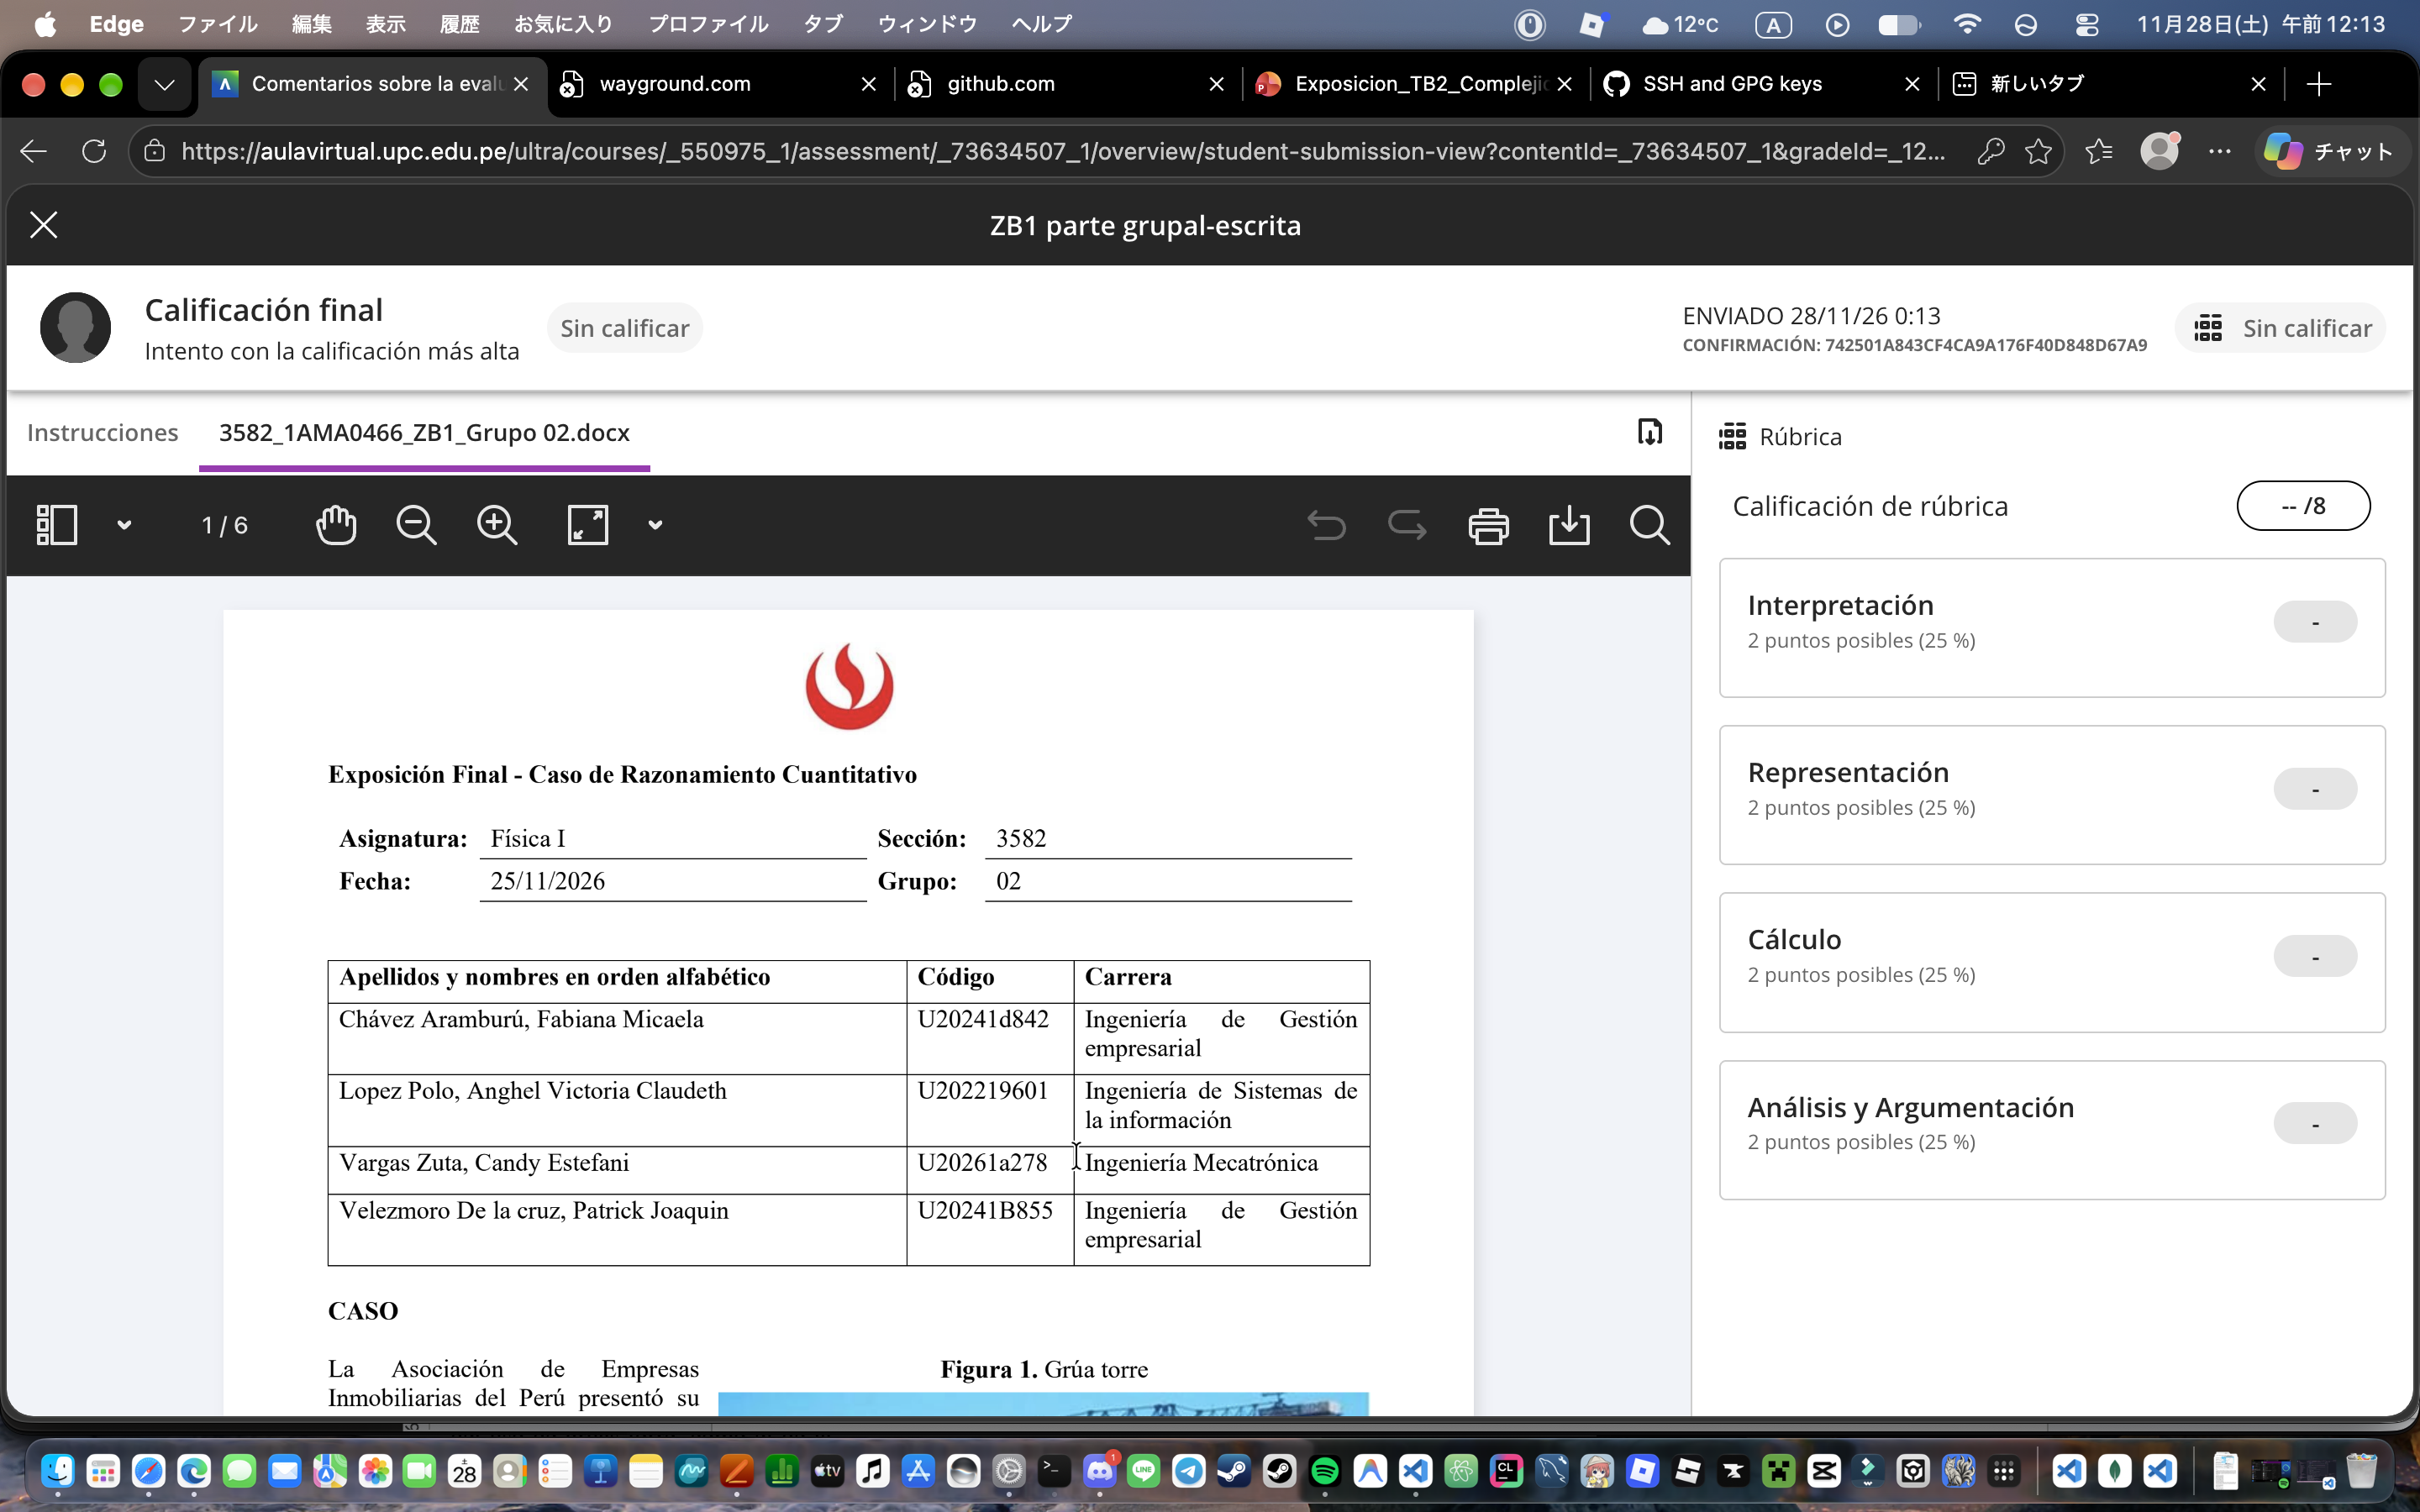 Edge ファイル 編集 表示 履歴 お気に入り プロファイル タブ ウィンドウ ヘルプ 12°C A 11月28日(土) 午前 12:13
Comentarios sobre la evalu wayground.com github.com Exposicion_TB2_Complejid SSH and GPG keys 新しいタブ
https://aulavirtual.upc.edu.pe/ultra/courses/_550975_1/assessment/_73634507_1/overview/student-submission-view?contentId=_73634507_1&gradeId=_12... チャット
ZB1 parte grupal-escrita
Calificación final
Intento con la calificación más alta
Sin calificar
ENVIADO 28/11/26 0:13
CONFIRMACIÓN: 742501A843CF4CA9A176F40D848D67A9
Sin calificar
Instrucciones 3582_1AMA0466_ZB1_Grupo 02.docx
1 / 6
Exposición Final - Caso de Razonamiento Cuantitativo
Asignatura: Física I Sección: 3582
Fecha: 25/11/2026 Grupo: 02
Apellidos y nombres en orden alfabético Código Carrera
Chávez Aramburú, Fabiana Micaela U20241d842 Ingeniería de Gestión
empresarial
Lopez Polo, Anghel Victoria Claudeth U202219601 Ingeniería de Sistemas de
la información
Vargas Zuta, Candy Estefani U20261a278 Ingeniería Mecatrónica
Velezmoro De la cruz, Patrick Joaquin U20241B855 Ingeniería de Gestión
empresarial
CASO
La Asociación de Empresas
Inmobiliarias del Perú presentó su
Figura 1. Grúa torre
Rúbrica
Calificación de rúbrica -- /8
Interpretación
2 puntos posibles (25 %)
-
Representación
2 puntos posibles (25 %)
-
Cálculo
2 puntos posibles (25 %)
-
Análisis y Argumentación
2 puntos posibles (25 %)
-
28 tv 1 LINE CL